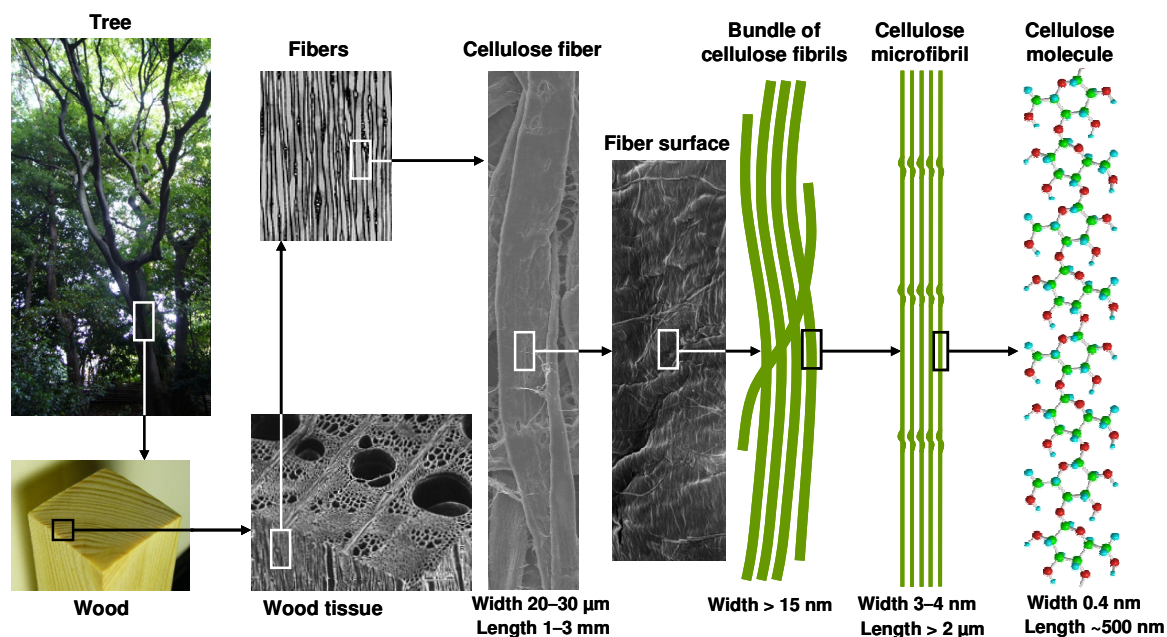 Tree
Fibers
Cellulose fiber
Bundle of
cellulose fibrils
Cellulose
microfibril
Cellulose
molecule
Fiber surface
Wood
Wood tissue
Width 20–30 µm
Length 1–3 mm
Width > 15 nm
Width 3–4 nm
Length > 2 µm
Width 0.4 nm
Length ~500 nm